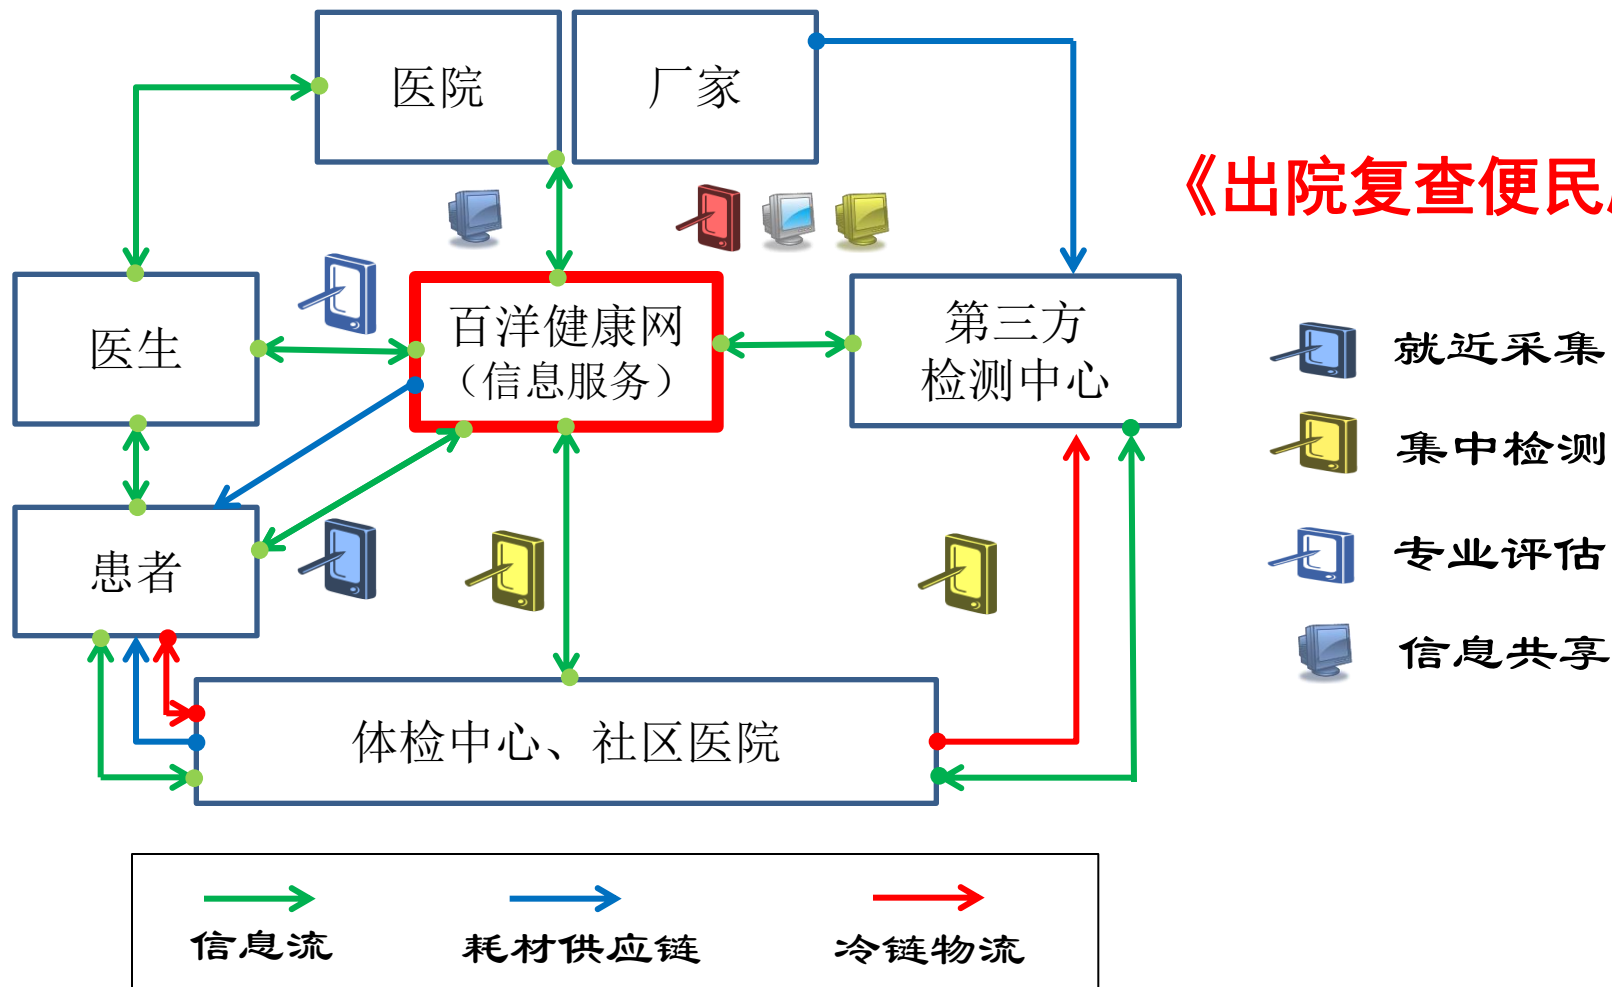 医院
厂家
《出院复查便民
医生
百洋健康网
（信息服务）
第三方
检测中心
就近采集
集中检测
专业评估
患者
信息共享
体检中心、社区医院
信息流
耗材供应链
冷链物流